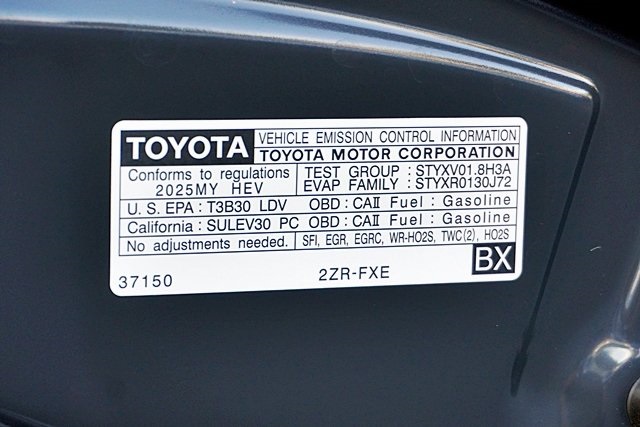 TOYOTA VEHICLE EMISSION CONTROL INFORMATION
TOYOTA MOTOR CORPORATION
Conforms to regulations TEST GROUP : STYXV01.8H3A
2025MY HEV EVAP FAMILY : STYXR0130J72
U.S. EPA : T3B30 LDV OBD : CAII Fuel : Gasoline
California : SULEV30 PC OBD : CAII Fuel : Gasoline
No adjustments needed. SFI, EGR, EGRC, WR-HO2S, TWC(2), HO2S
37150 2ZR-FXE BX